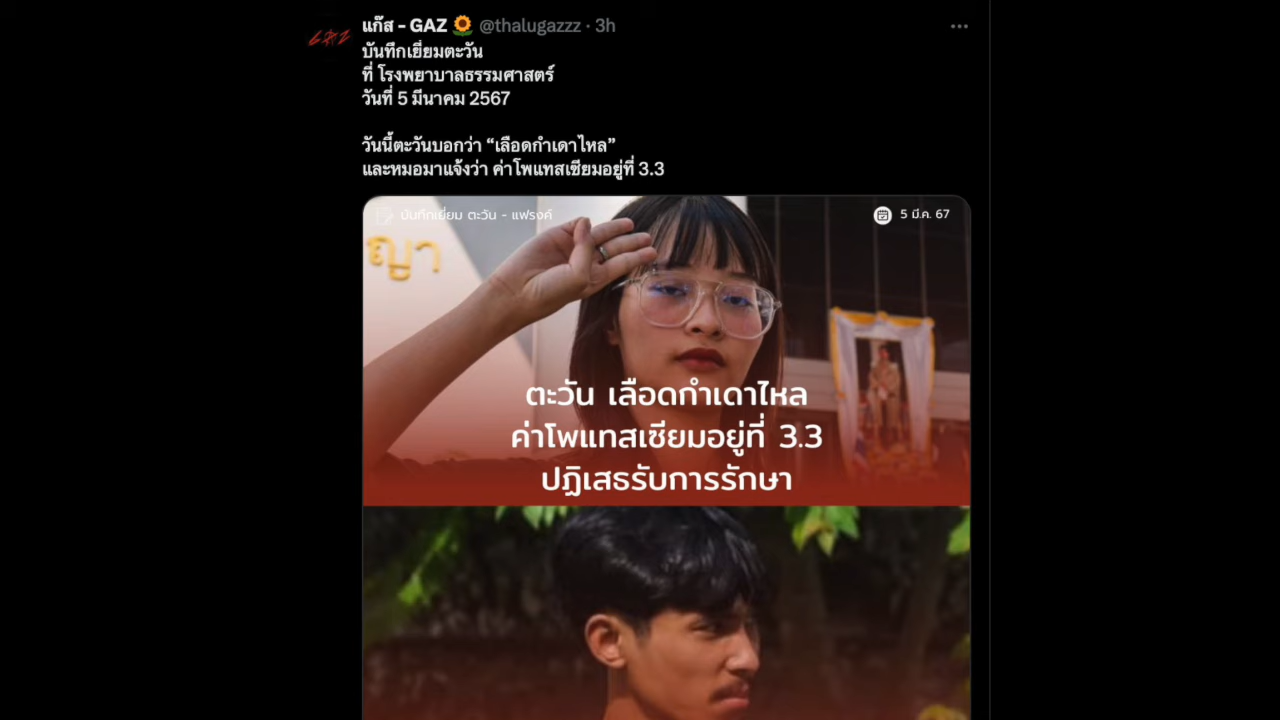 แก๊ส - GAZ 🌻 @thalugazzz · 3h
บันทึกเยี่ยมตะวัน
ที่ โรงพยาบาลธรรมศาสตร์
วันที่ 5 มีนาคม 2567
วันนี้ตะวันบอกว่า “เลือดกำเดาไหล”
และหมอมาแจ้งว่า ค่าโพแทสเซียมอยู่ที่ 3.3
บันทึกเยี่ยม ตะวัน - แฟรงค์
5 มี.ค. 67
ญา
ตะวัน เลือดกำเดาไหล
ค่าโพแทสเซียมอยู่ที่ 3.3
ปฏิเสธรับการรักษา